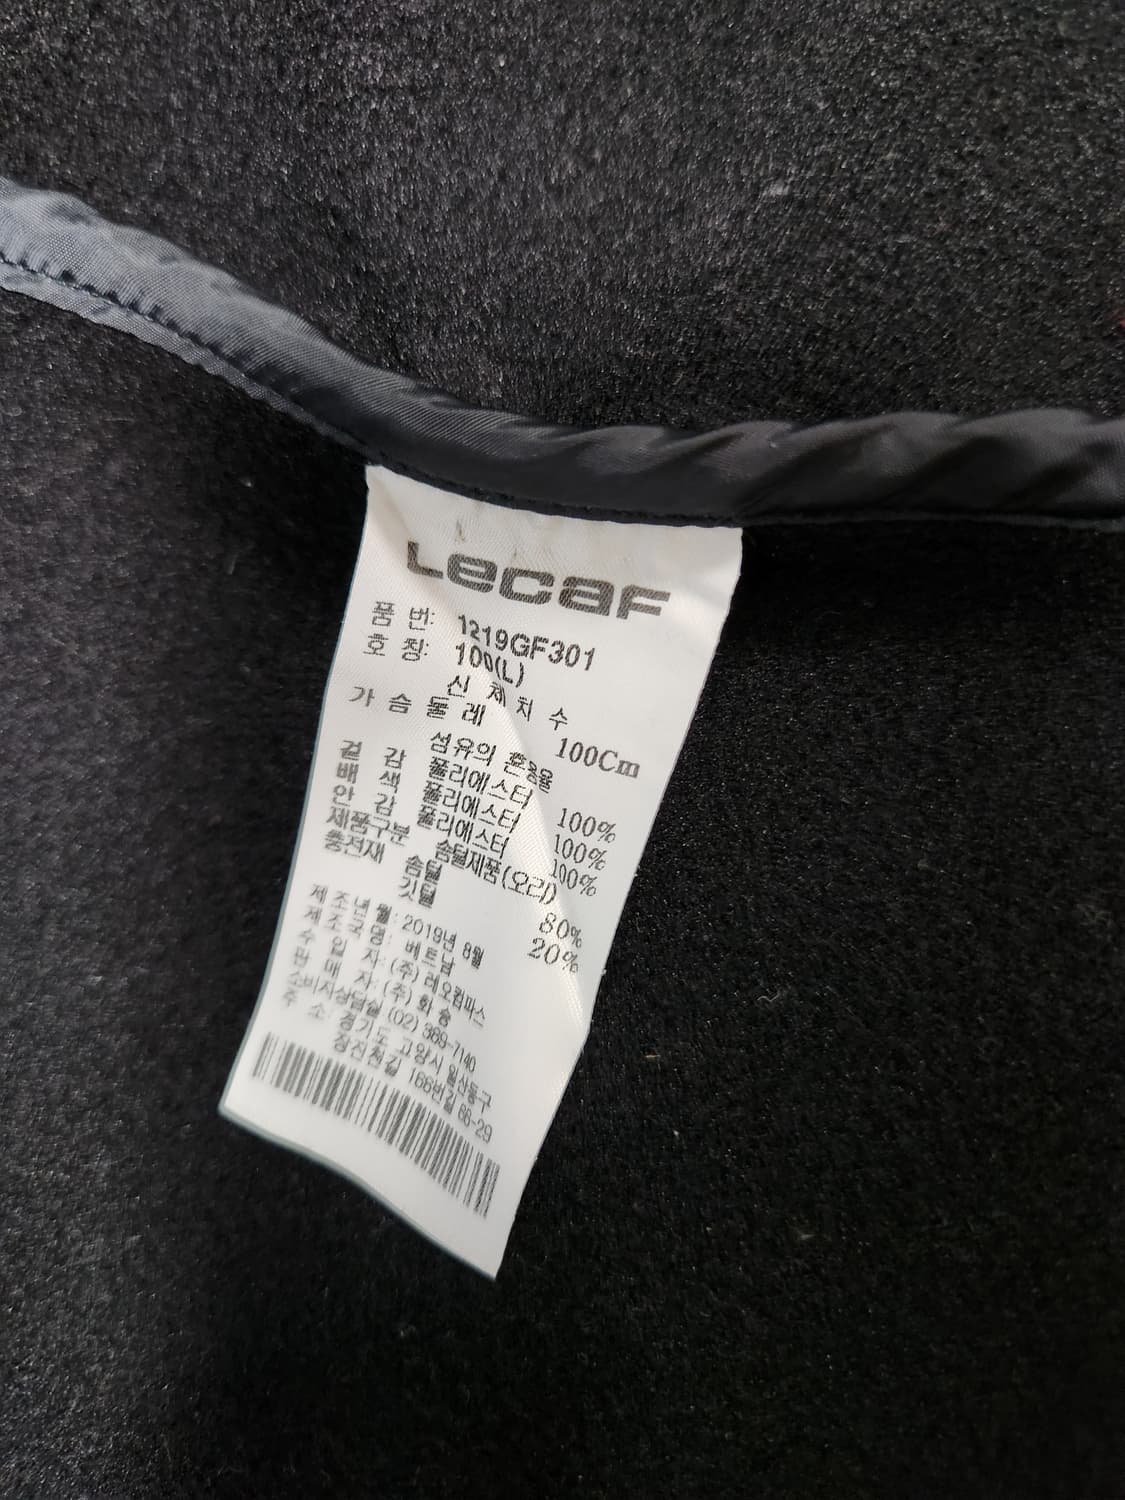 Lecaf
품 번: 1219GF301
호 칭: 100(L)
신 체 치 수
가 슴 둘 레 100Cm
섬유의 혼용율
겉 감 폴리에스터 100%
배 색 폴리에스터 100%
안 감 폴리에스터 100%
제품구분 솜털제품(오리)
충전재 솜털 80%
깃털 20%
제 조 년 월: 2019년 8월
제 조 국 명: 베트남
수 입 자: (주) 레오컴퍼스
판 매 자: (주) 화 승
소비자상담실 (02) 369-7140
주 소: 경기도 고양시 일산동구
장진천길 166번길 66-29